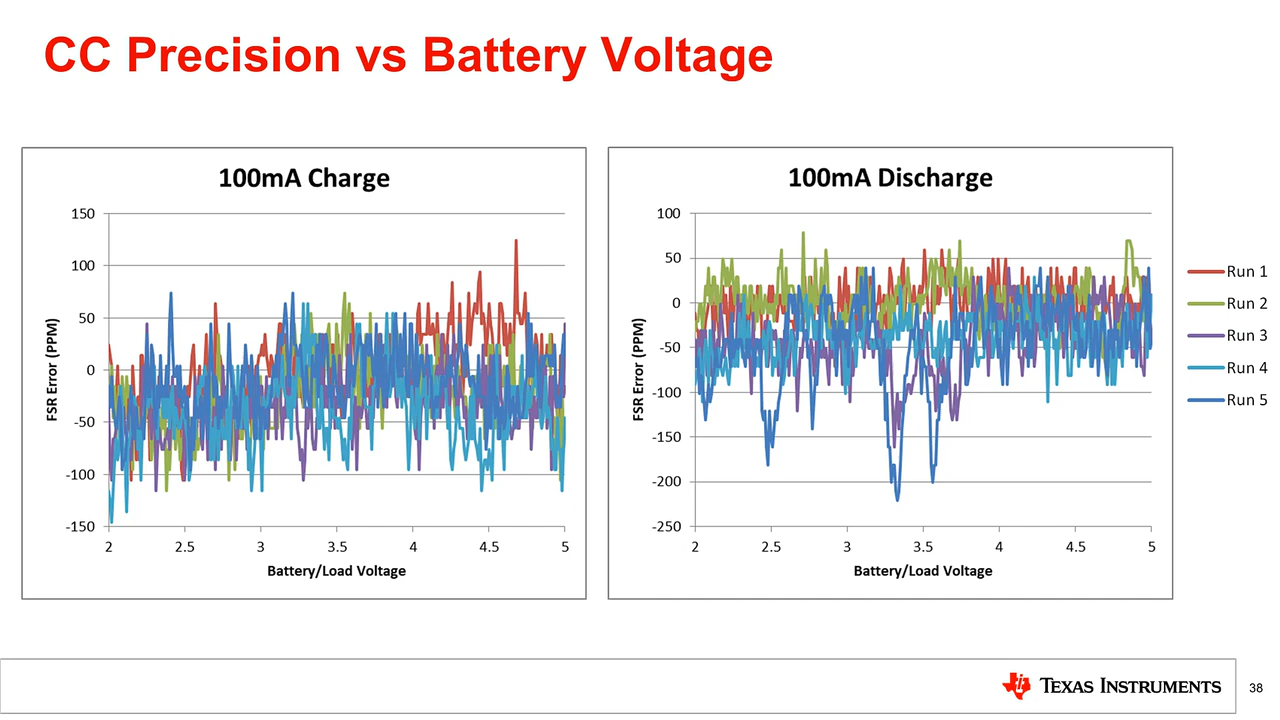 CC Precision vs Battery Voltage
100mA Charge
FSR Error (PPM)
150
100
50
0
-50
-100
-150
2 2.5 3 3.5 4 4.5 5
Battery/Load Voltage
100mA Discharge
FSR Error (PPM)
100
50
0
-50
-100
-150
-200
-250
2 2.5 3 3.5 4 4.5 5
Battery/Load Voltage
Run 1
Run 2
Run 3
Run 4
Run 5
TEXAS INSTRUMENTS
38